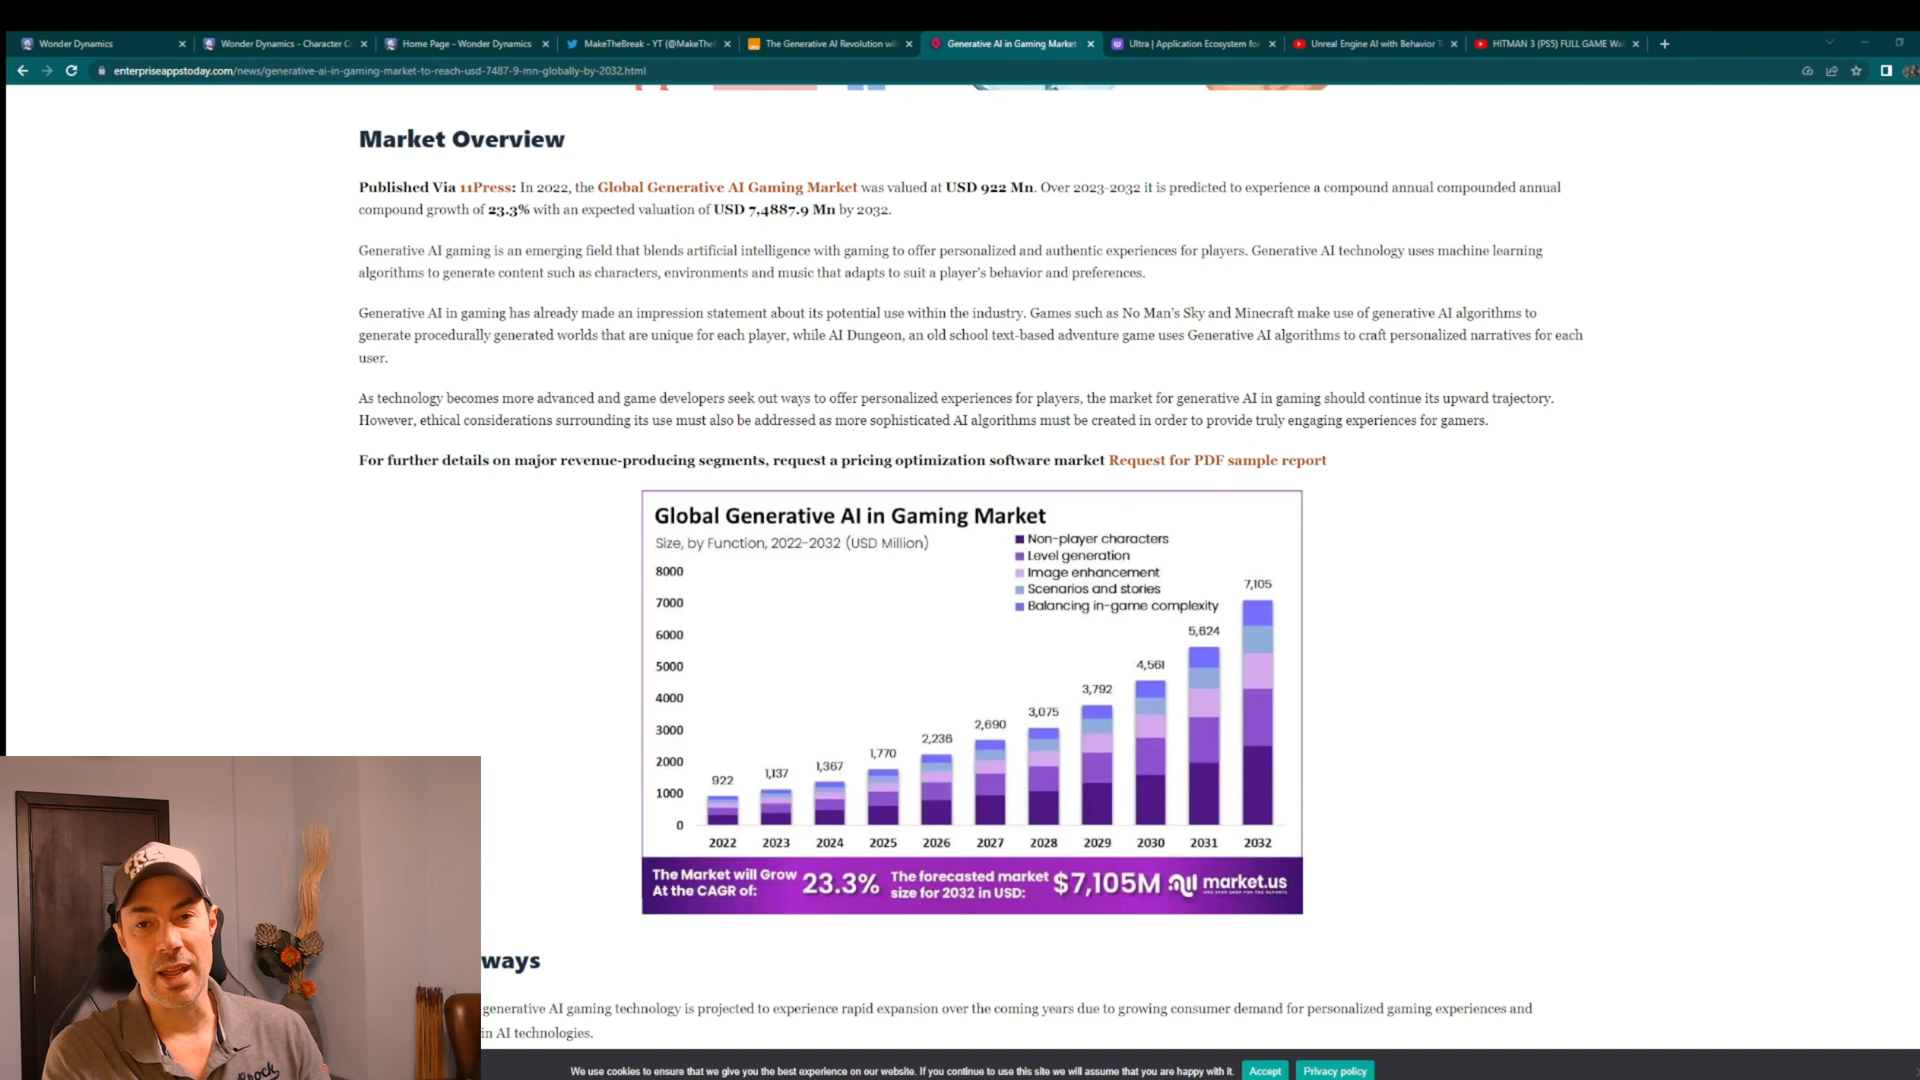 Wonder Dynamics
Wonder Dynamics - Character C
Home Page - Wonder Dynamics
MakeTheBreak - YT (@MakeThe
The Generative AI Revolution wil
Generative AI in Gaming Market
Ultra | Application Ecosystem for
Unreal Engine AI with Behavior T
HITMAN 3 (PS5) FULL GAME Wa
enterpriseappstoday.com/news/generative-ai-in-gaming-market-to-reach-usd-7487-9-mn-globally-by-2032.html
Market Overview
Published Via 11Press: In 2022, the Global Generative AI Gaming Market was valued at USD 922 Mn. Over 2023-2032 it is predicted to experience a compound annual compounded annual
compound growth of 23.3% with an expected valuation of USD 7,4887.9 Mn by 2032.
Generative AI gaming is an emerging field that blends artificial intelligence with gaming to offer personalized and authentic experiences for players. Generative AI technology uses machine learning
algorithms to generate content such as characters, environments and music that adapts to suit a player's behavior and preferences.
Generative AI in gaming has already made an impression statement about its potential use within the industry. Games such as No Man's Sky and Minecraft make use of generative AI algorithms to
generate procedurally generated worlds that are unique for each player, while AI Dungeon, an old school text-based adventure game uses Generative AI algorithms to craft personalized narratives for each
user.
As technology becomes more advanced and game developers seek out ways to offer personalized experiences for players, the market for generative AI in gaming should continue its upward trajectory.
However, ethical considerations surrounding its use must also be addressed as more sophisticated AI algorithms must be created in order to provide truly engaging experiences for gamers.
For further details on major revenue-producing segments, request a pricing optimization software market Request for PDF sample report
Global Generative AI in Gaming Market
Size, by Function, 2022-2032 (USD Million)
Non-player characters
Level generation
Image enhancement
Scenarios and stories
Balancing in-game complexity
8000
7000
6000
5000
4000
3000
2000
1000
0
922
1,137
1,367
1,770
2,236
2,690
3,075
3,792
4,561
5,624
7,105
2022 2023 2024 2025 2026 2027 2028 2029 2030 2031 2032
The Market will Grow
At the CAGR of:
23.3%
The forecasted market
size for 2032 in USD:
$7,105M
market.us
ways
generative AI gaming technology is projected to experience rapid expansion over the coming years due to growing consumer demand for personalized gaming experiences and
in AI technologies.
We use cookies to ensure that we give you the best experience on our website. If you continue to use this site we will assume that you are happy with it.
Accept
Privacy policy